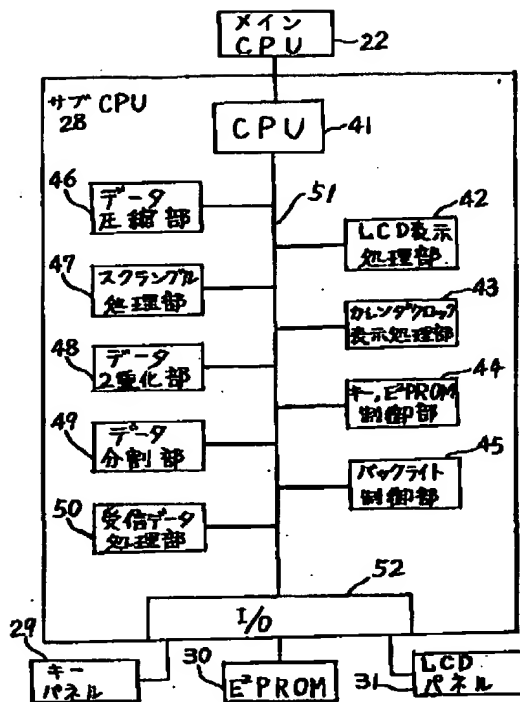 メイン
CPU
22
サブCPU
28
CPU
41
51
46
データ
圧縮部
42
LCD表示
処理部
47
スクランブル
処理部
43
カレンダクロック
表示処理部
48
データ
2重化部
44
キー,E²PROM
制御部
49
データ
分割部
45
バックライト
制御部
50
受信データ
処理部
52
I/O
29
キー
パネル
30
E²PROM
31
LCD
パネル